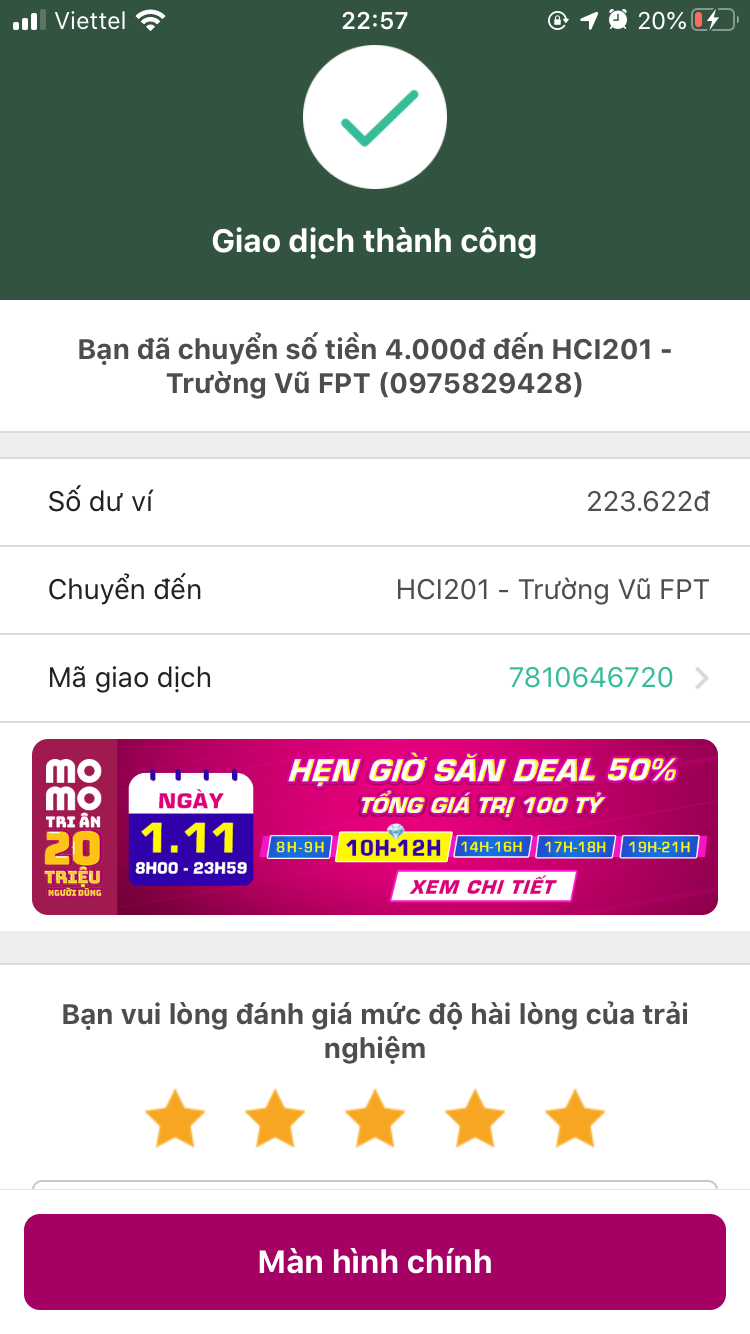 Viettel 22:57 20%
Giao dịch thành công
Bạn đã chuyển số tiền 4.000đ đến HCI201 -
Trường Vũ FPT (0975829428)
Số dư ví 223.622đ
Chuyển đến HCI201 - Trường Vũ FPT
Mã giao dịch 7810646720
MO
MO
TRI ÂN
20
TRIỆU
NGƯỜI DÙNG
NGÀY
1.11
8H00 - 23H59
HẸN GIỜ SĂN DEAL 50%
TỔNG GIÁ TRỊ 100 TỶ
8H-9H 10H-12H 14H-16H 17H-18H 19H-21H
XEM CHI TIẾT
Bạn vui lòng đánh giá mức độ hài lòng của trải
nghiệm
Màn hình chính